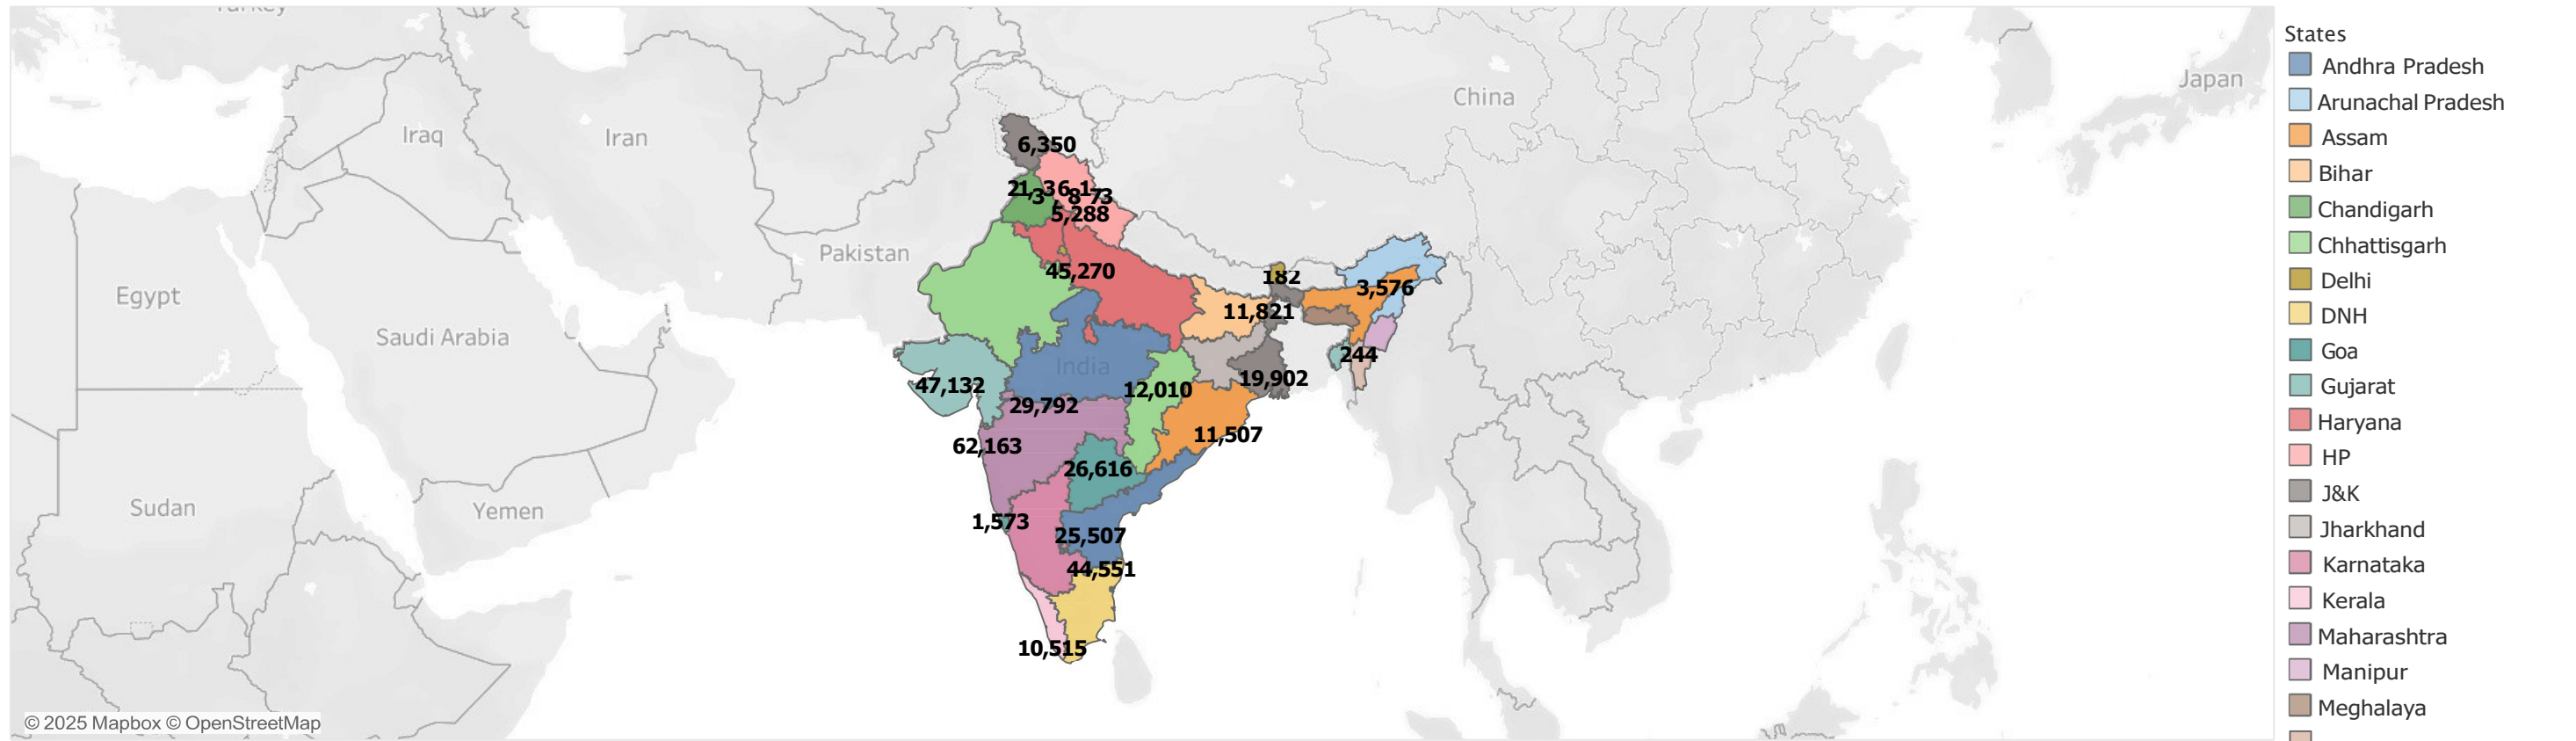 Turkey
China
Japan
Iraq
Iran
Pakistan
Egypt
Saudi Arabia
India
Sudan
Yemen
6,350
5,288
45,270
182
3,576
11,821
244
47,132
12,010
19,902
29,792
62,163
11,507
26,616
1,573
25,507
44,551
10,515
© 2025 Mapbox © OpenStreetMap
States
Andhra Pradesh
Arunachal Pradesh
Assam
Bihar
Chandigarh
Chhattisgarh
Delhi
DNH
Goa
Gujarat
Haryana
HP
J&K
Jharkhand
Karnataka
Kerala
Maharashtra
Manipur
Meghalaya